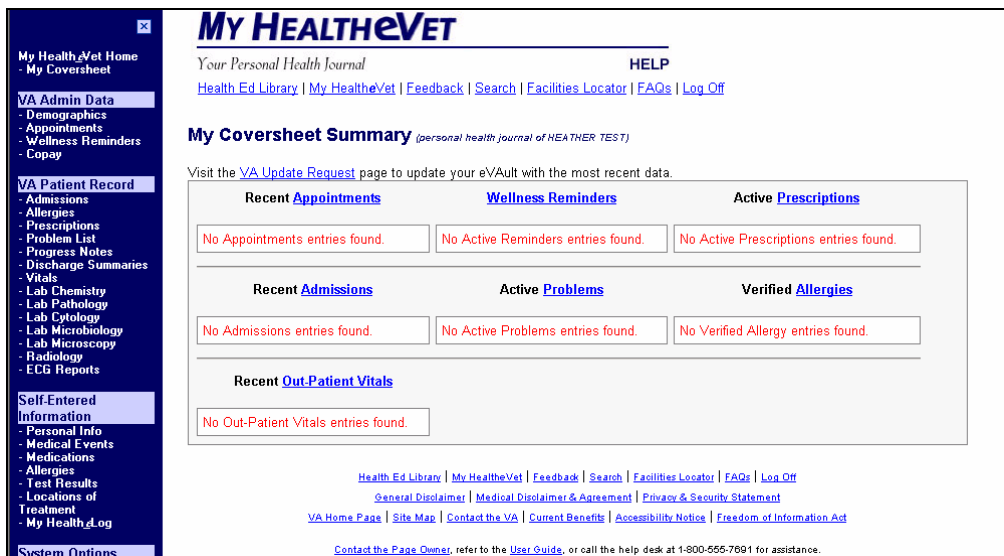 My HealtheVet Home
- My Coversheet
VA Admin Data
- Demographics
- Appointments
- Wellness Reminders
- Copay
VA Patient Record
- Admissions
- Allergies
- Prescriptions
- Problem List
- Progress Notes
- Discharge Summaries
- Vitals
- Lab Chemistry
- Lab Pathology
- Lab Cytology
- Lab Microbiology
- Lab Microscopy
- Radiology
- ECG Reports
Self-Entered
Information
- Personal Info
- Medical Events
- Medications
- Allergies
- Test Results
- Locations of
Treatment
- My HealtheLog
System Options
MY HEALTHeVET
Your Personal Health Journal HELP
Health Ed Library | My HealtheVet | Feedback | Search | Facilities Locator | FAQs | Log Off
My Coversheet Summary (personal health journal of HEATHER TEST)
Visit the VA Update Request page to update your eVAult with the most recent data.
Recent Appointments Wellness Reminders Active Prescriptions
No Appointments entries found. No Active Reminders entries found. No Active Prescriptions entries found.
Recent Admissions Active Problems Verified Allergies
No Admissions entries found. No Active Problems entries found. No Verified Allergy entries found.
Recent Out-Patient Vitals
No Out-Patient Vitals entries found.
Health Ed Library | My HealtheVet | Feedback | Search | Facilities Locator | FAQs | Log Off
General Disclaimer | Medical Disclaimer & Agreement | Privacy & Security Statement
VA Home Page | Site Map | Contact the VA | Current Benefits | Accessibility Notice | Freedom of Information Act
Contact the Page Owner, refer to the User Guide, or call the help desk at 1-800-555-7691 for assistance.